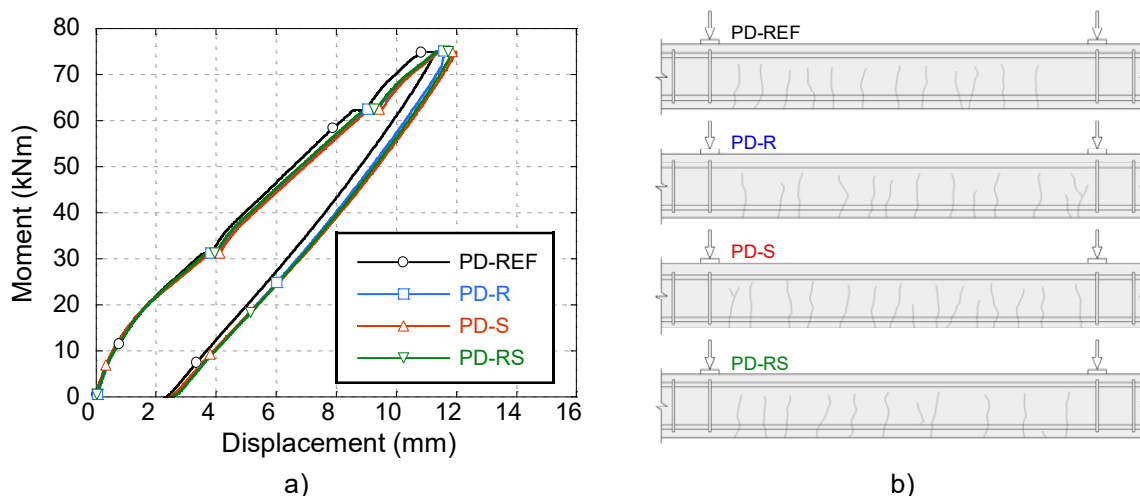 80
70
60
50
40
30
20
10
0
Moment (kNm)
PD-REF
PD-R
PD-S
PD-RS
0 2 4 6 8 10 12 14 16
Displacement (mm)
a)
PD-REF
PD-R
PD-S
PD-RS
b)